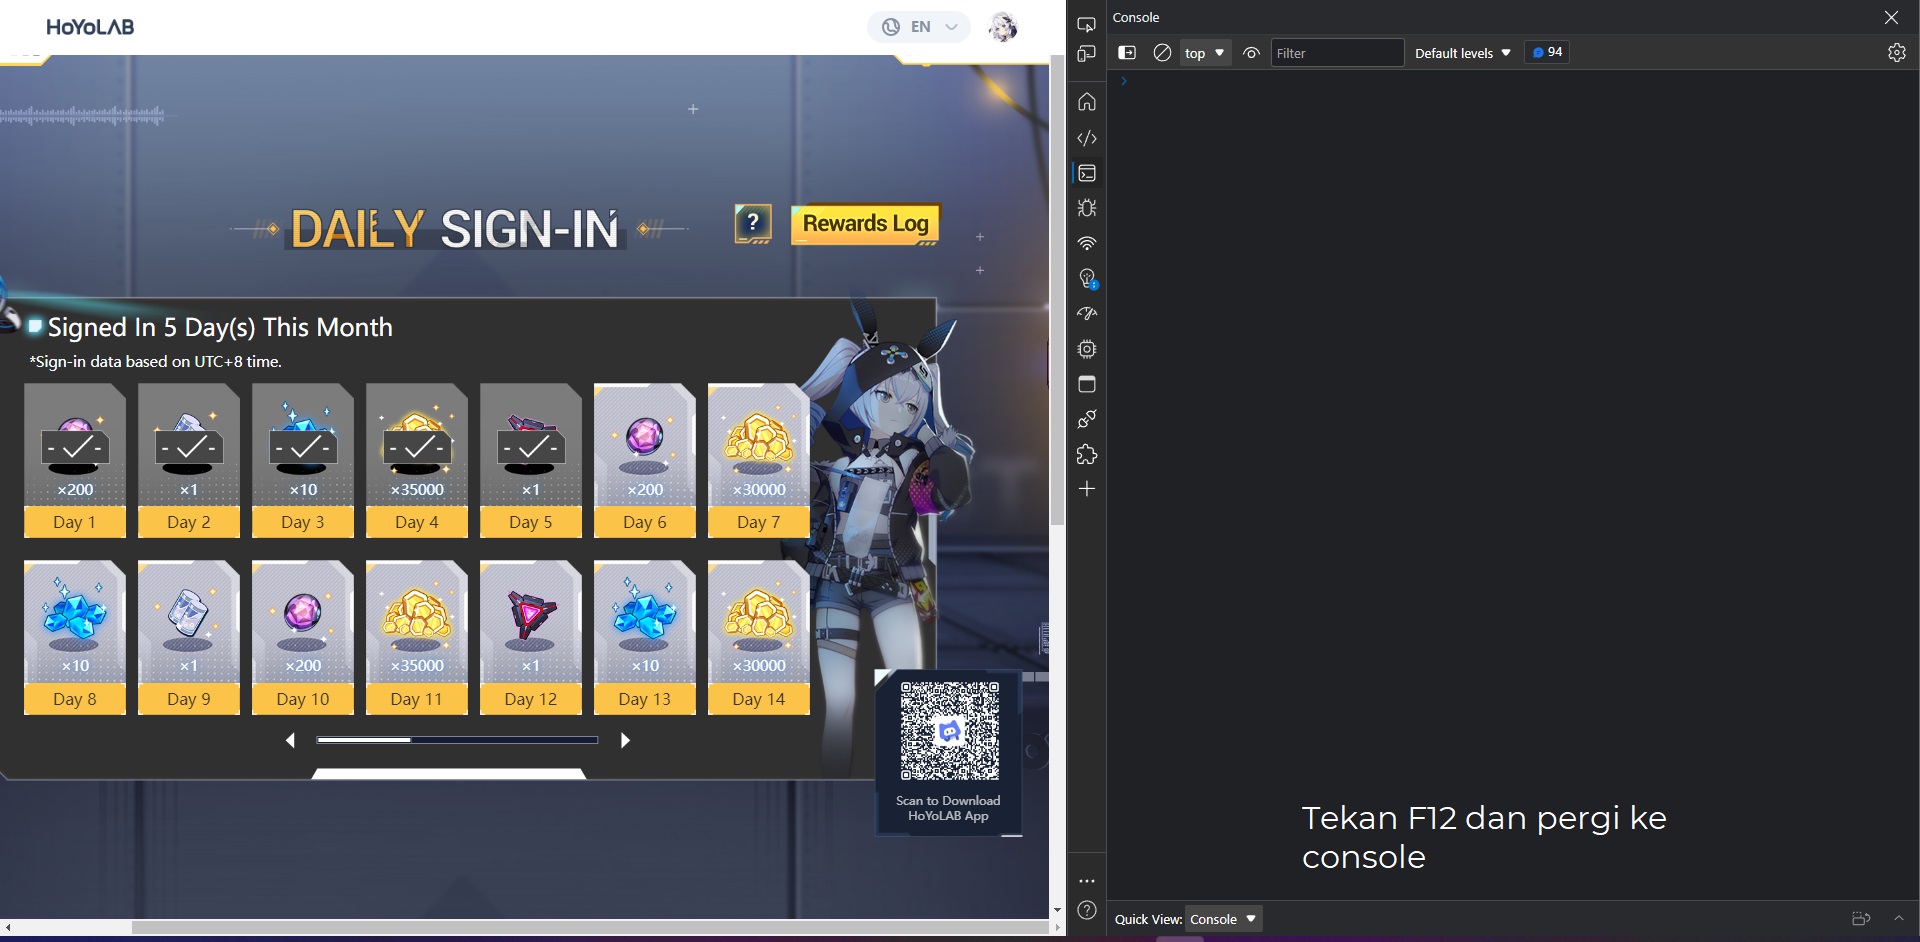 HoYoLAB
EN
DAILY SIGN-IN
?
Rewards Log
Signed In 5 Day(s) This Month
*Sign-in data based on UTC+8 time.
×200 ×1 ×10 ×35000 ×1 ×200 ×30000
Day 1 Day 2 Day 3 Day 4 Day 5 Day 6 Day 7
×10 ×1 ×200 ×35000 ×1 ×10 ×30000
Day 8 Day 9 Day 10 Day 11 Day 12 Day 13 Day 14
Scan to Download
HoYoLAB App
Console
top Filter Default levels 94
Tekan F12 dan pergi ke
console
Quick View: Console